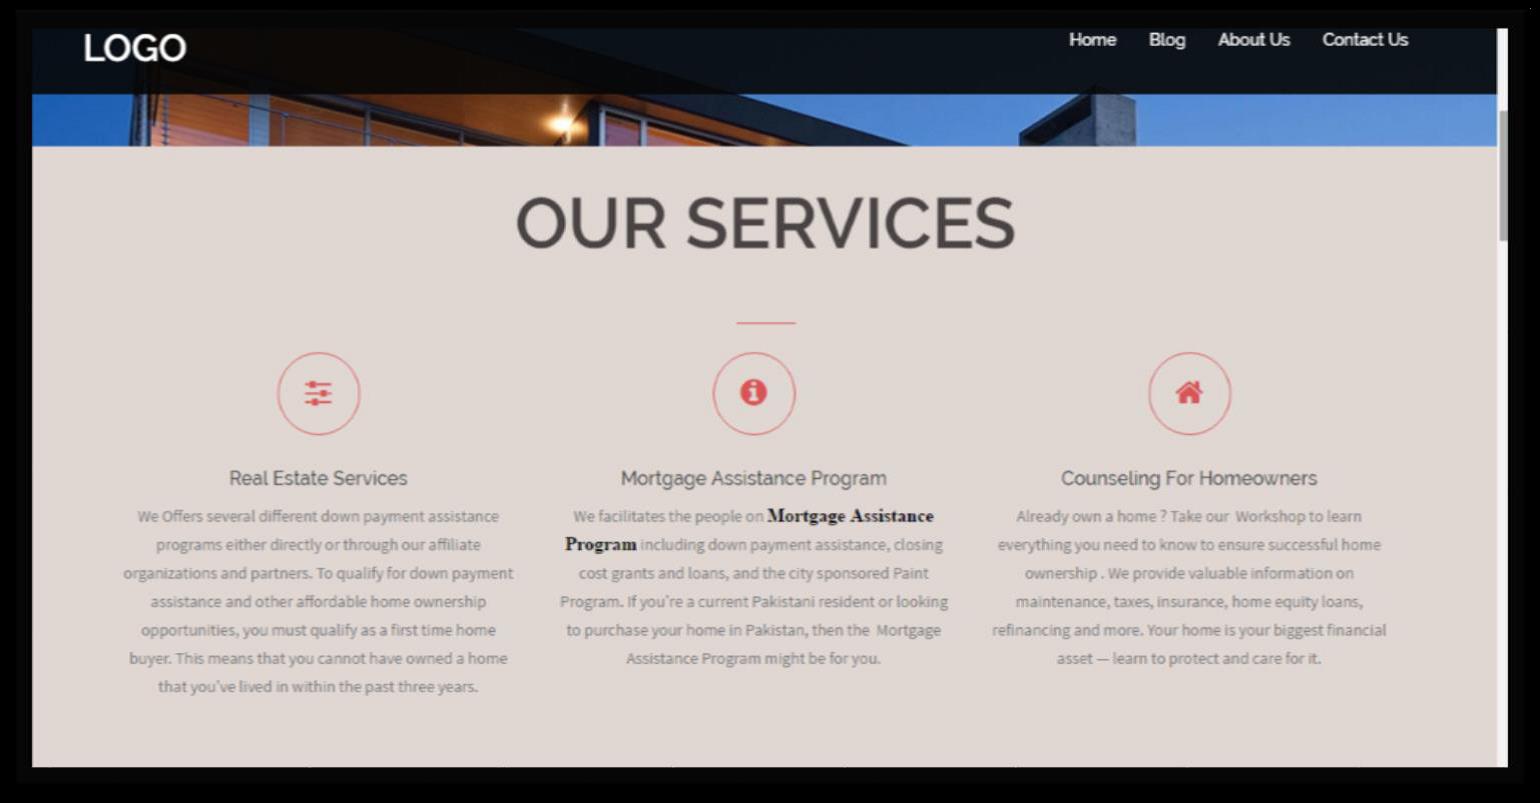 LOGO
Home Blog About Us Contact Us
OUR SERVICES
Real Estate Services
We Offers several different down payment assistance
programs either directly or through our affiliate
organizations and partners. To qualify for down payment
assistance and other affordable home ownership
opportunities, you must qualify as a first time home
buyer. This means that you cannot have owned a home
that you've lived in within the past three years.
Mortgage Assistance Program
We facilitates the people on Mortgage Assistance
Program including down payment assistance, closing
cost grants and loans, and the city sponsored Paint
Program. If you're a current Pakistani resident or looking
to purchase your home in Pakistan, then the Mortgage
Assistance Program might be for you.
Counseling For Homeowners
Already own a home ? Take our Workshop to learn
everything you need to know to ensure successful home
ownership . We provide valuable information on
maintenance, taxes, insurance, home equity loans,
refinancing and more. Your home is your biggest financial
asset — learn to protect and care for it.